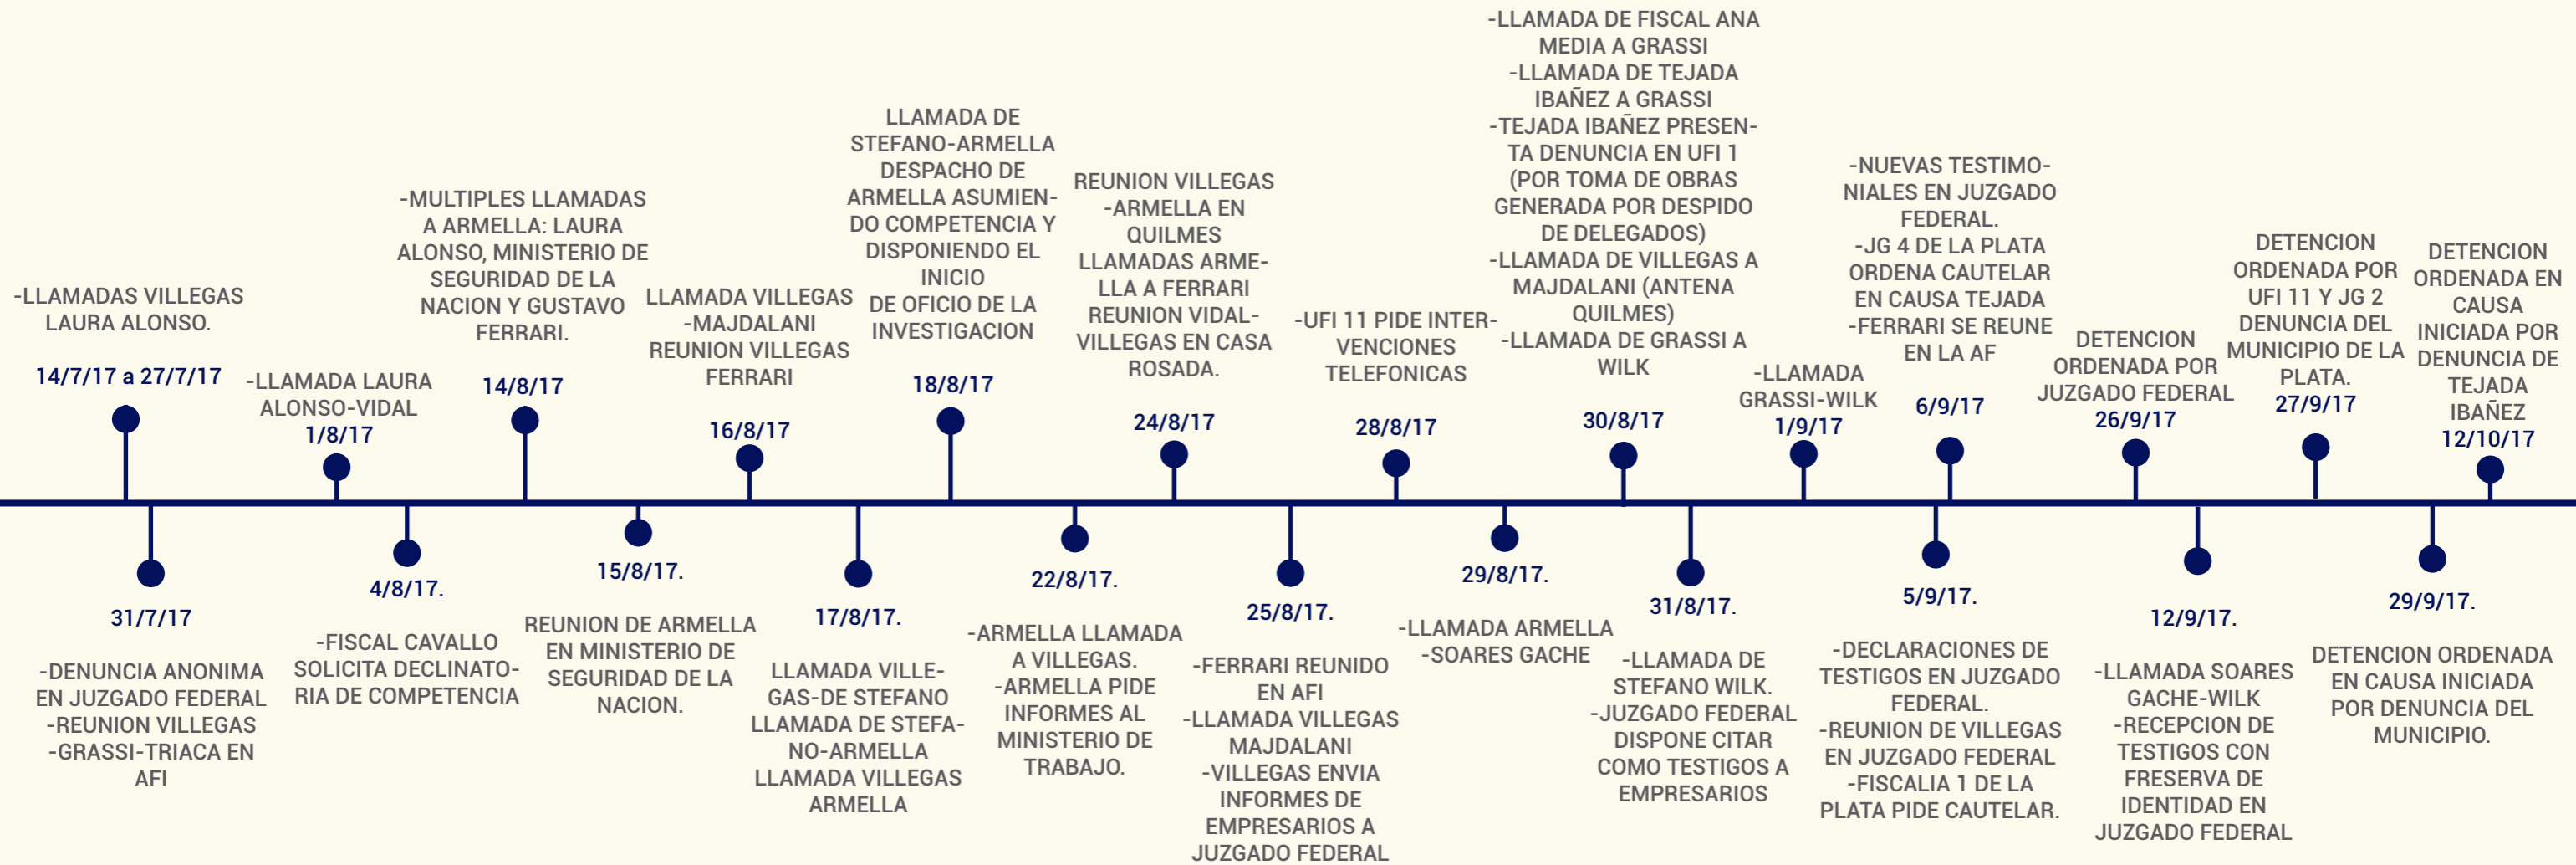 -LLAMADAS VILLEGAS
LAURA ALONSO.
14/7/17 a 27/7/17
31/7/17
-DENUNCIA ANONIMA
EN JUZGADO FEDERAL
-REUNION VILLEGAS
-GRASSI-TRIACA EN
AFI
-LLAMADA LAURA
ALONSO-VIDAL
1/8/17
4/8/17.
-FISCAL CAVALLO
SOLICITA DECLINATO-
RIA DE COMPETENCIA
-MULTIPLES LLAMADAS
A ARMELLA: LAURA
ALONSO, MINISTERIO DE
SEGURIDAD DE LA
NACION Y GUSTAVO
FERRARI.
14/8/17
15/8/17.
REUNION DE ARMELLA
EN MINISTERIO DE
SEGURIDAD DE LA
NACION.
LLAMADA VILLEGAS
-MAJDALANI
REUNION VILLEGAS
FERRARI
16/8/17
17/8/17.
LLAMADA VILLE-
GAS-DE STEFANO
LLAMADA DE STEFA-
NO-ARMELLA
LLAMADA VILLEGAS
ARMELLA
LLAMADA DE
STEFANO-ARMELLA
DESPACHO DE
ARMELLA ASUMIEN-
DO COMPETENCIA Y
DISPONIENDO EL
INICIO
DE OFICIO DE LA
INVESTIGACION
18/8/17
22/8/17.
-ARMELLA LLAMADA
A VILLEGAS.
-ARMELLA PIDE
INFORMES AL
MINISTERIO DE
TRABAJO.
REUNION VILLEGAS
-ARMELLA EN
QUILMES
LLAMADAS ARME-
LLA A FERRARI
REUNION VIDAL-
VILLEGAS EN CASA
ROSADA.
24/8/17
25/8/17.
-FERRARI REUNIDO
EN AFI
-LLAMADA VILLEGAS
MAJDALANI
-VILLEGAS ENVIA
INFORMES DE
EMPRESARIOS A
JUZGADO FEDERAL
-UFI 11 PIDE INTER-
VENCIONES
TELEFONICAS
28/8/17
29/8/17.
-LLAMADA ARMELLA
-SOARES GACHE
-LLAMADA DE FISCAL ANA
MEDIA A GRASSI
-LLAMADA DE TEJADA
IBAÑEZ A GRASSI
-TEJADA IBAÑEZ PRESEN-
TA DENUNCIA EN UFI 1
(POR TOMA DE OBRAS
GENERADA POR DESPIDO
DE DELEGADOS)
-LLAMADA DE VILLEGAS A
MAJDALANI (ANTENA
QUILMES)
-LLAMADA DE GRASSI A
WILK
30/8/17
31/8/17.
-LLAMADA DE
STEFANO WILK.
-JUZGADO FEDERAL
DISPONE CITAR
COMO TESTIGOS A
EMPRESARIOS
-LLAMADA
GRASSI-WILK
1/9/17
5/9/17.
-DECLARACIONES DE
TESTIGOS EN JUZGADO
FEDERAL.
-REUNION DE VILLEGAS
EN JUZGADO FEDERAL
-FISCALIA 1 DE LA
PLATA PIDE CAUTELAR.
-NUEVAS TESTIMO-
NIALES EN JUZGADO
FEDERAL.
-JG 4 DE LA PLATA
ORDENA CAUTELAR
EN CAUSA TEJADA
-FERRARI SE REUNE
EN LA AF
6/9/17
12/9/17.
-LLAMADA SOARES
GACHE-WILK
-RECEPCION DE
TESTIGOS CON
FRESERVA DE
IDENTIDAD EN
JUZGADO FEDERAL
DETENCION
ORDENADA POR
JUZGADO FEDERAL
26/9/17
DETENCION
ORDENADA POR
UFI 11 Y JG 2
DENUNCIA DEL
MUNICIPIO DE LA
PLATA.
27/9/17
29/9/17.
DETENCION ORDENADA
EN CAUSA INICIADA
POR DENUNCIA DEL
MUNICIPIO.
DETENCION
ORDENADA EN
CAUSA
INICIADA POR
DENUNCIA DE
TEJADA
IBAÑEZ
12/10/17